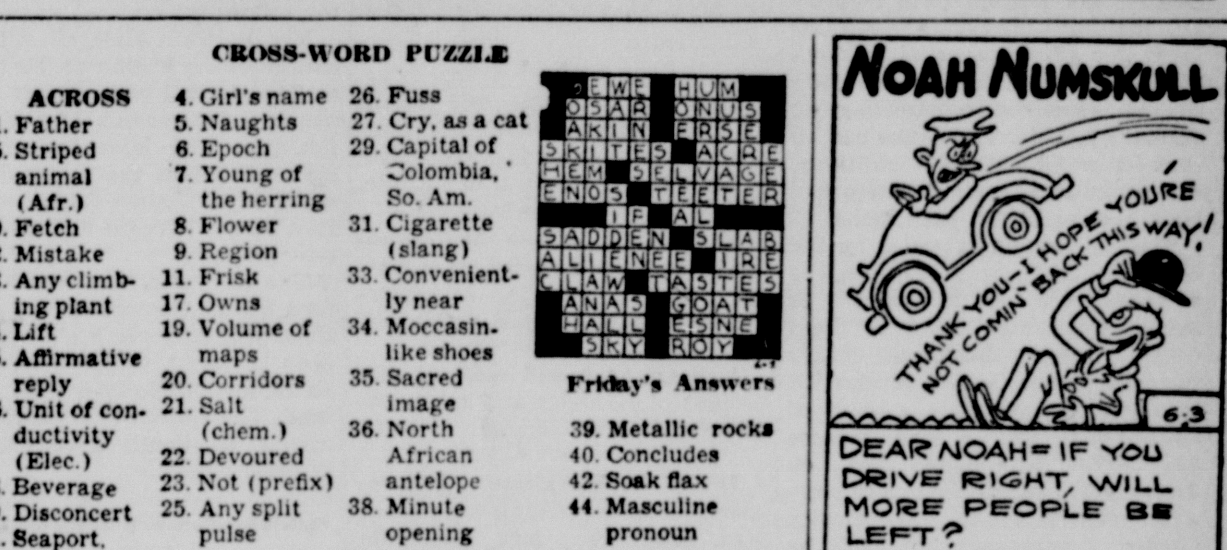 CROSS-WORD PUZZLE
ACROSS
. Father
. Striped
animal
(Afr.)
. Fetch
. Mistake
. Any climb-
ing plant
. Lift
. Affirmative
reply
. Unit of con-
ductivity
(Elec.)
. Beverage
. Disconcert
. Seaport,
4. Girl's name
5. Naughts
6. Epoch
7. Young of
the herring
8. Flower
9. Region
11. Frisk
17. Owns
19. Volume of
maps
20. Corridors
21. Salt
(chem.)
22. Devoured
23. Not (prefix)
25. Any split
pulse
26. Fuss
27. Cry, as a cat
29. Capital of
Colombia,
So. Am.
31. Cigarette
(slang)
33. Convenient-
ly near
34. Moccasin-
like shoes
35. Sacred
image
36. North
African
antelope
38. Minute
opening
EWE HUM
OSAR ONUS
AKIN ERSE
SKITES ACRE
HEM SELVAGE
ENOS TEETER
IF AL
SADDEN SLAB
ALIENEE IRE
CLAW TASTES
ANAS GOAT
HALL ESNE
SKY ROY
Friday's Answers
39. Metallic rocks
40. Concludes
42. Soak flax
44. Masculine
pronoun
NOAH NUMSKULL
THANK YOU-I HOPE YOU'RE
NOT COMIN' BACK THIS WAY!
6-3
DEAR NOAH= IF YOU
DRIVE RIGHT, WILL
MORE PEOPLE BE
LEFT?